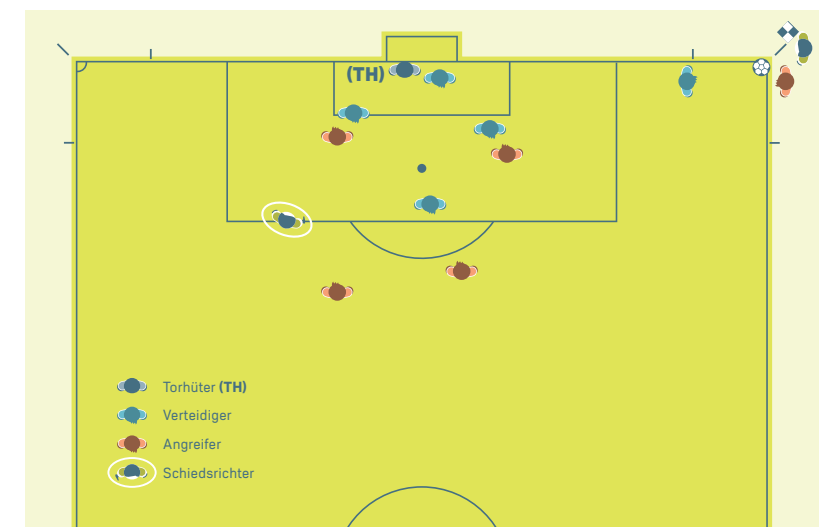 (TH)
Torhüter (TH)
Verteidiger
Angreifer
Schiedsrichter